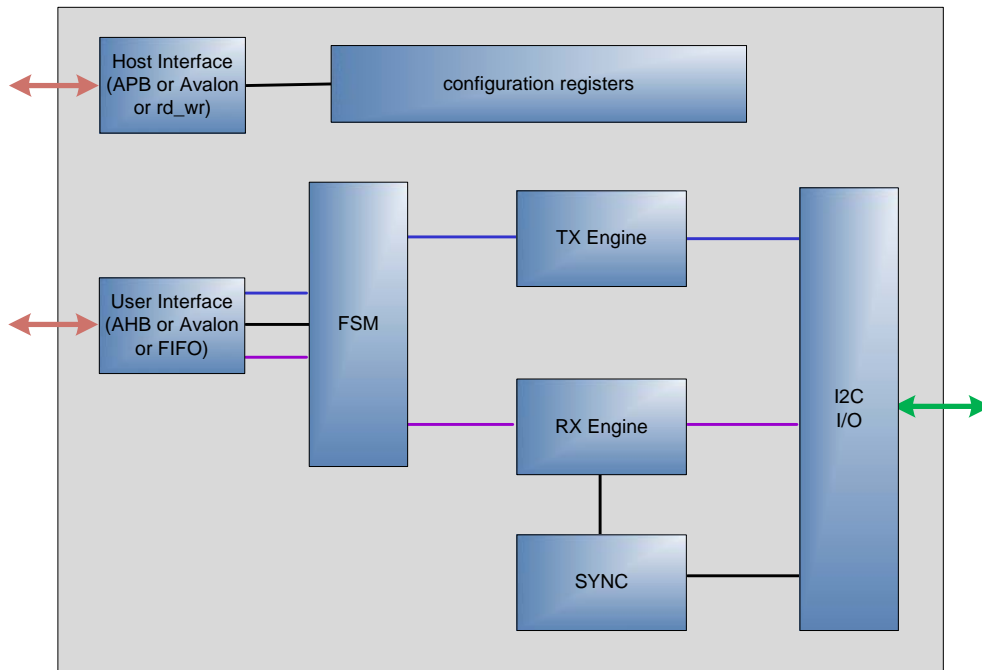 Host Interface
(APB or Avalon
or rd_wr)
configuration registers
TX Engine
User Interface
(AHB or Avalon
or FIFO)
FSM
RX Engine
I2C
I/O
SYNC